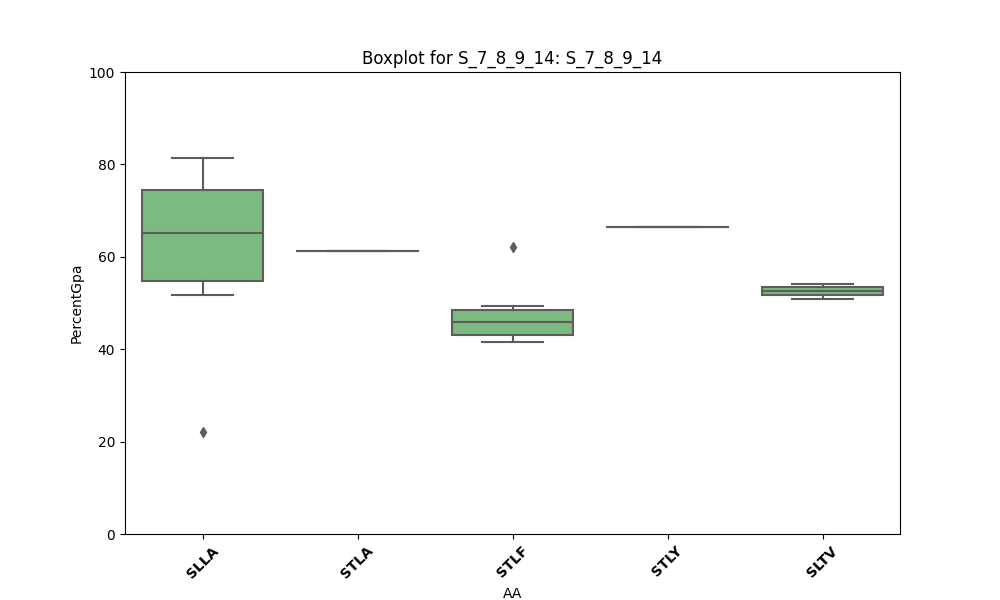 Boxplot for S_7_8_9_14: S_7_8_9_14
100
80
60
40
20
0
PercentGpa
SLLA
STLA
STLF
STLY
SLTV
AA